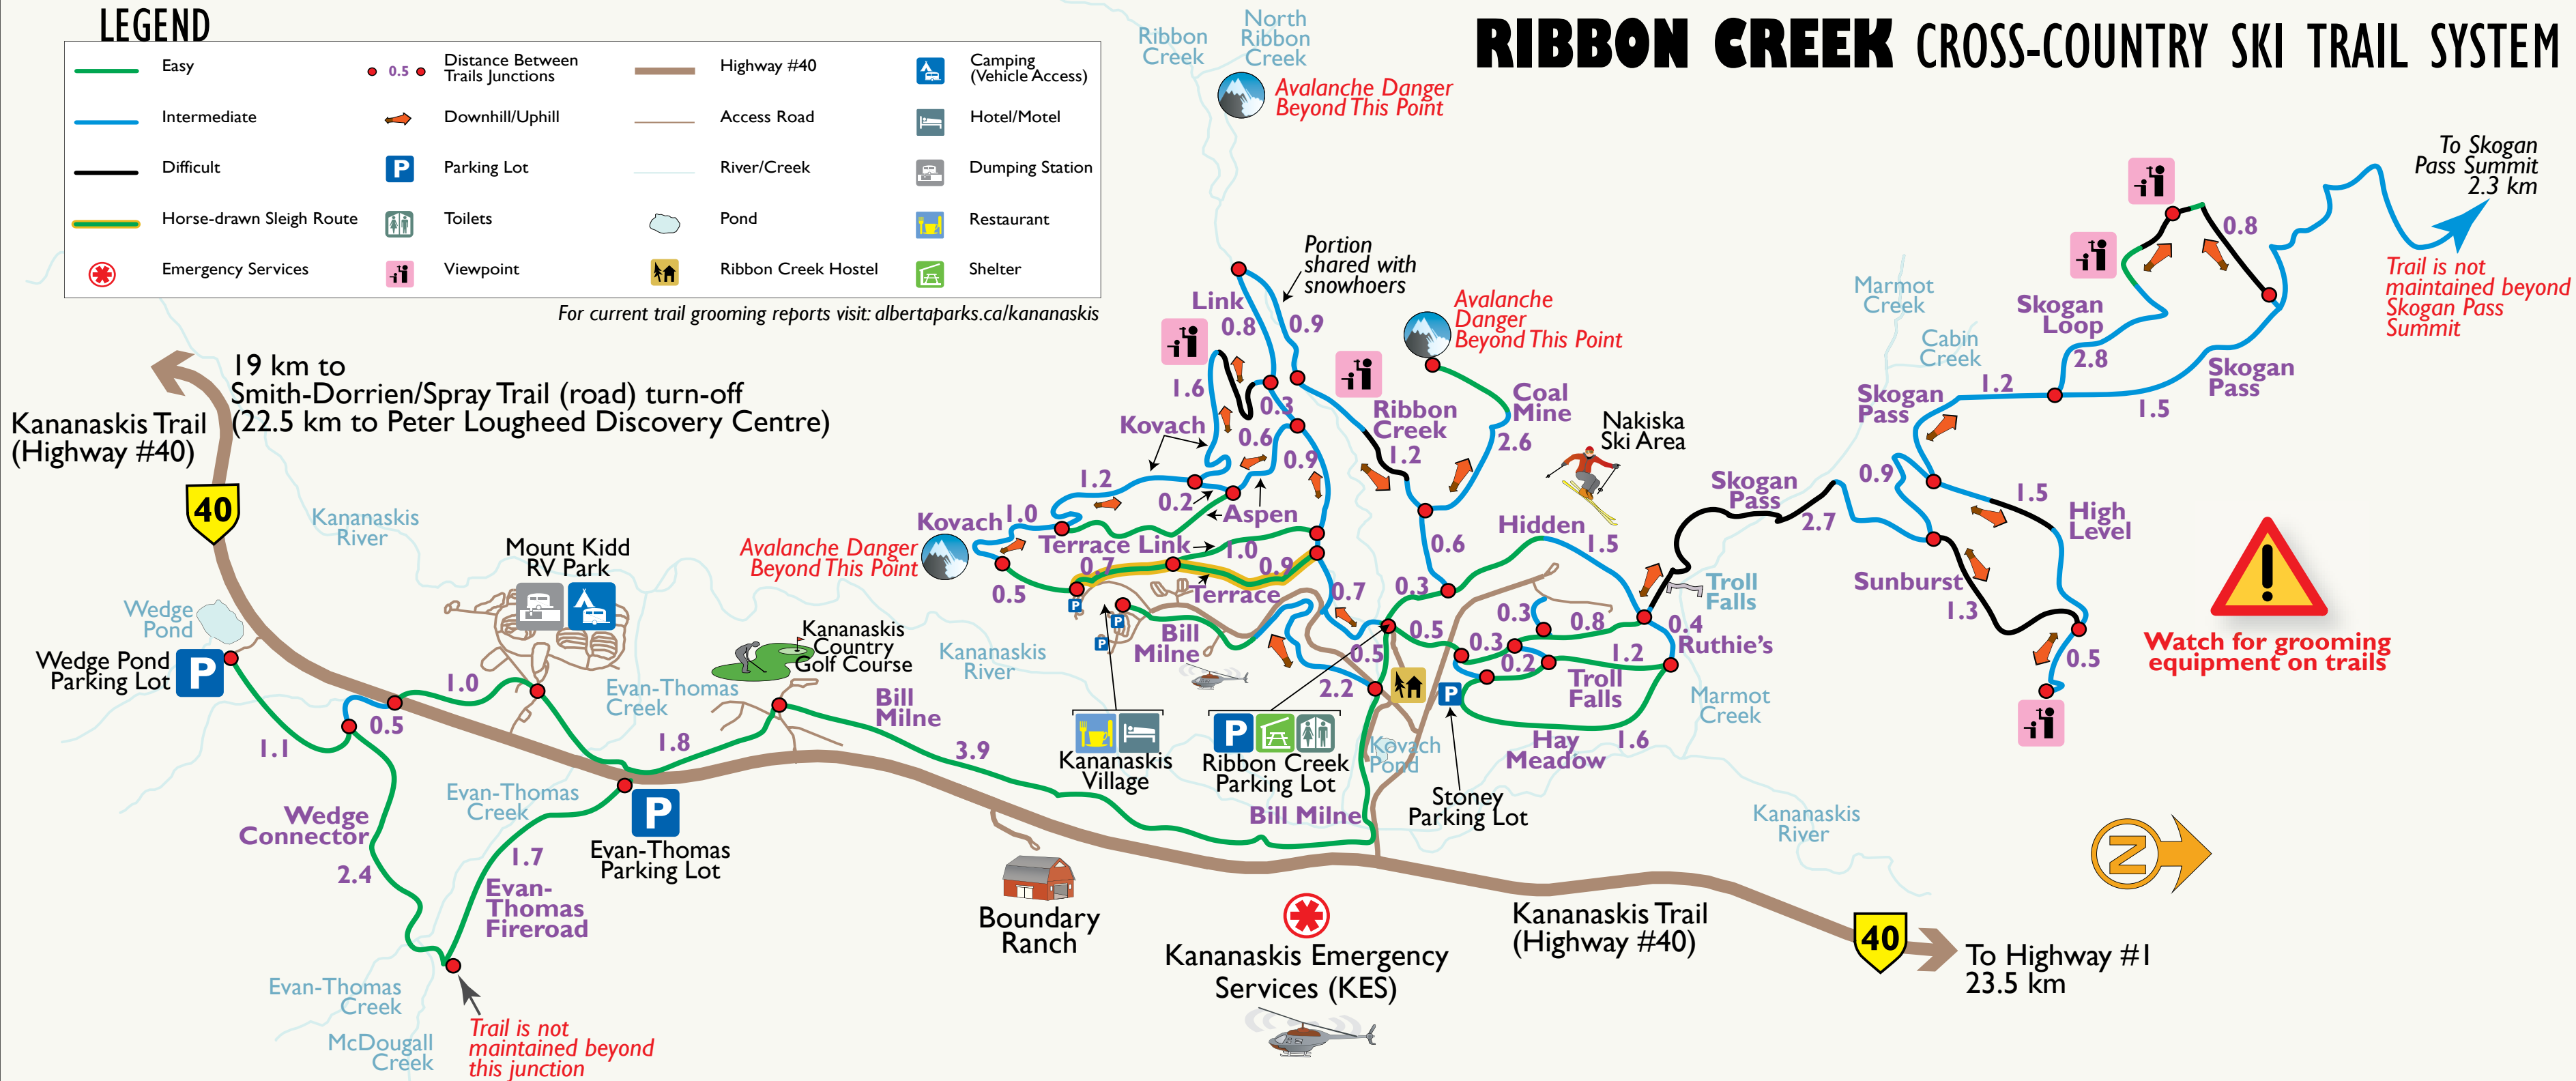 LEGEND
Easy
Intermediate
Difficult
Horse-drawn Sleigh Route
Emergency Services
0.5
Distance Between
Trails Junctions
Downhill/Uphill
P
Parking Lot
Toilets
Viewpoint
Highway #40
Access Road
River/Creek
Pond
Ribbon Creek Hostel
Camping
(Vehicle Access)
Hotel/Motel
Dumping Station
Restaurant
Shelter
For current trail grooming reports visit: albertaparks.ca/kananaskis
RIBBON CREEK CROSS-COUNTRY SKI TRAIL SYSTEM
Ribbon
Creek
North
Ribbon
Creek
Avalanche Danger
Beyond This Point
To Skogan
Pass Summit
2.3 km
Trail is not
maintained beyond
Skogan Pass
Summit
0.8
Skogan
Loop
2.8
Skogan
Pass
1.5
1.2
Skogan
Pass
Marmot
Creek
Cabin
Creek
0.9
1.5
High
Level
Sunburst
1.3
0.5
Skogan
Pass
2.7
Troll
Falls
Portion
shared with
snowhoers
Link
0.8
0.9
1.6
0.3
Kovach
0.6
0.9
1.2
0.2
Aspen
Kovach
1.0
Avalanche Danger
Beyond This Point
Terrace Link
1.0
0.7
0.9
Terrace
0.5
P
P
P
Bill
Milne
0.7
Avalanche
Danger
Beyond This Point
Coal
Mine
2.6
Ribbon
Creek
1.2
Nakiska
Ski Area
0.6
Hidden
1.5
0.3
0.5
0.3
0.3
0.8
0.4
Ruthie's
0.2
1.2
Troll
Falls
Hay
Meadow
1.6
Marmot
Creek
Kananaskis
River
0.5
2.2
P
Stoney
Parking Lot
Kovach
Pond
Kananaskis
Village
P
Ribbon Creek
Parking Lot
Bill Milne
19 km to
Smith-Dorrien/Spray Trail (road) turn-off
(22.5 km to Peter Lougheed Discovery Centre)
Kananaskis Trail
(Highway #40)
40
Kananaskis
River
Wedge
Pond
Wedge Pond
Parking Lot
P
1.1
0.5
1.0
Mount Kidd
RV Park
Evan-Thomas
Creek
Kananaskis
Country
Golf Course
Kananaskis
River
Bill
Milne
1.8
3.9
Wedge
Connector
2.4
Evan-Thomas
Creek
P
Evan-Thomas
Parking Lot
1.7
Evan-
Thomas
Fireroad
Evan-Thomas
Creek
McDougall
Creek
Trail is not
maintained beyond
this junction
Boundary
Ranch
Kananaskis Emergency
Services (KES)
Kananaskis Trail
(Highway #40)
40
To Highway #1
23.5 km
N
!
Watch for grooming
equipment on trails